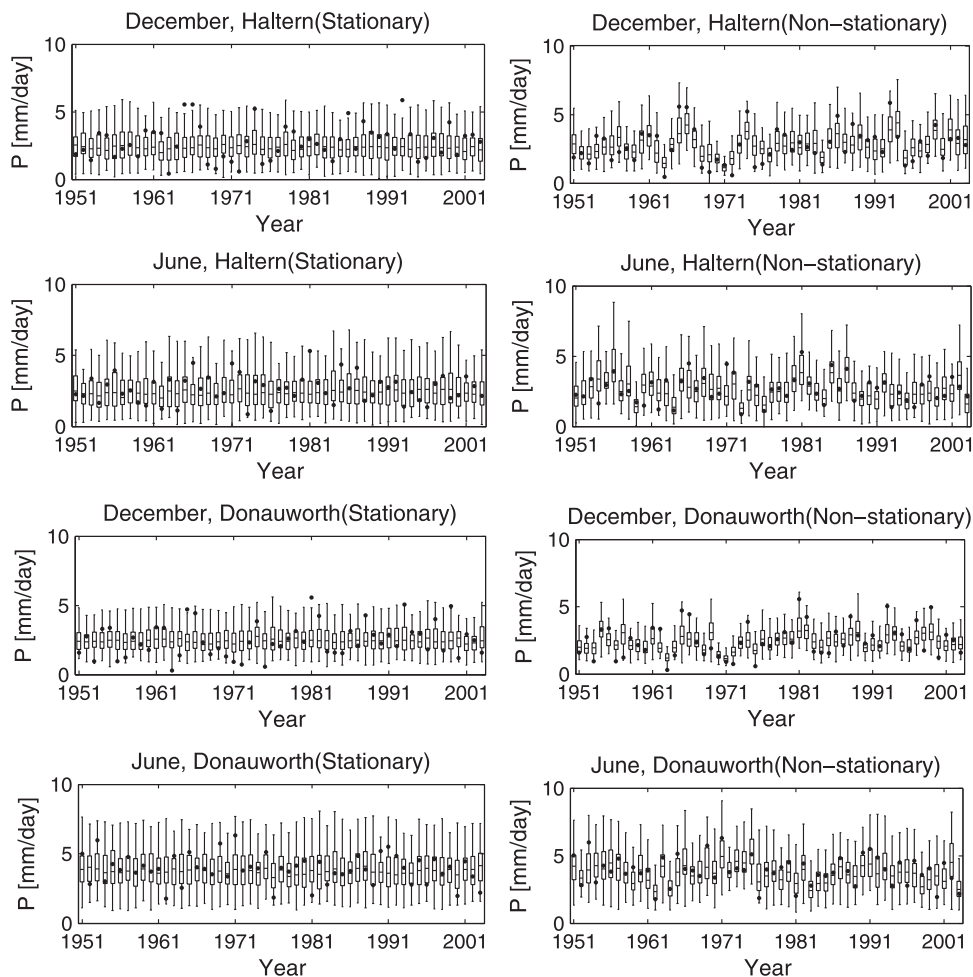 December, Haltern(Stationary)
10
5
0
P [mm/day]
1951 1961 1971 1981 1991 2001
Year
December, Haltern(Non-stationary)
10
5
0
P [mm/day]
1951 1961 1971 1981 1991 2001
Year
June, Haltern(Stationary)
10
5
0
P [mm/day]
1951 1961 1971 1981 1991 2001
Year
June, Haltern(Non-stationary)
10
5
0
P [mm/day]
1951 1961 1971 1981 1991 2001
Year
December, Donauworth(Stationary)
10
5
0
P [mm/day]
1951 1961 1971 1981 1991 2001
Year
December, Donauworth(Non-stationary)
10
5
0
P [mm/day]
1951 1961 1971 1981 1991 2001
Year
June, Donauworth(Stationary)
10
5
0
P [mm/day]
1951 1961 1971 1981 1991 2001
Year
June, Donauworth(Non-stationary)
10
5
0
P [mm/day]
1951 1961 1971 1981 1991 2001
Year